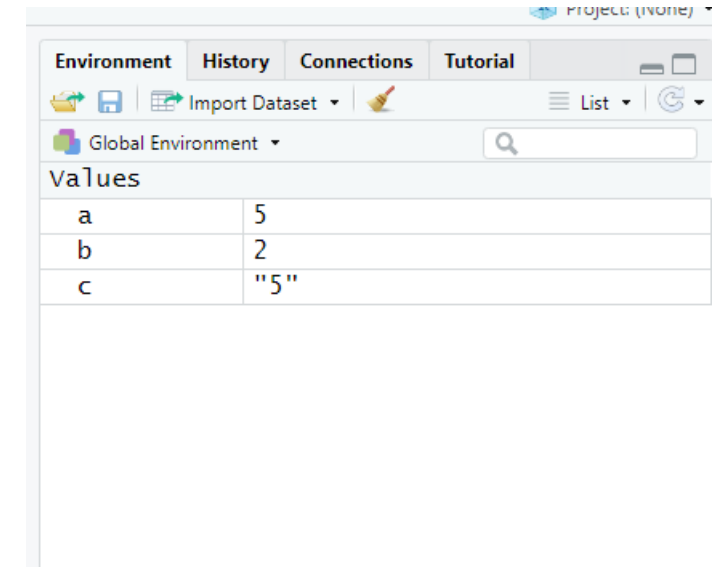 Project: (None)
Environment History Connections Tutorial
Import Dataset List
Global Environment
Values
a 5
b 2
c "5"